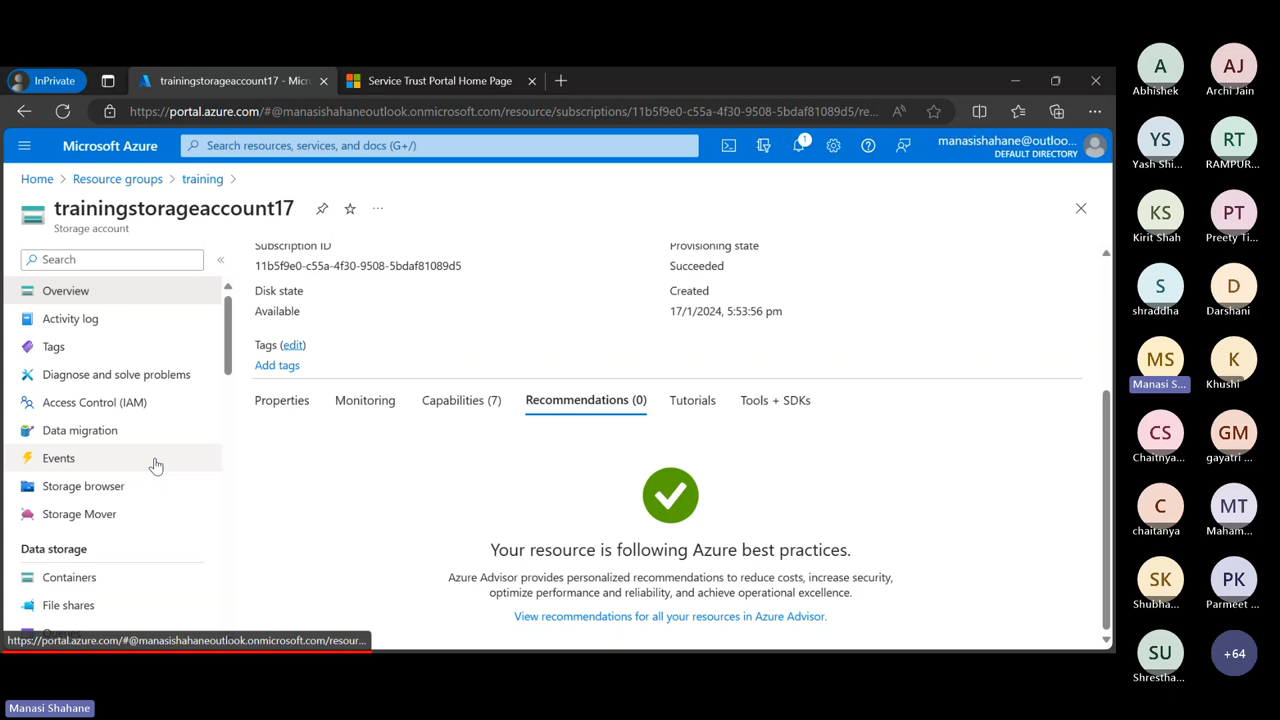 InPrivate
trainingstorageaccount17 - Micr
Service Trust Portal Home Page
https://portal.azure.com/#@manasishahaneoutlook.onmicrosoft.com/resource/subscriptions/11b5f9e0-c55a-4f30-9508-5bdaf81089d5/re...
Microsoft Azure
Search resources, services, and docs (G+/)
1
manasishahane@outloo...
DEFAULT DIRECTORY
Home > Resource groups > training >
trainingstorageaccount17
Storage account
Search
Overview
Activity log
Tags
Diagnose and solve problems
Access Control (IAM)
Data migration
Events
Storage browser
Storage Mover
Data storage
Containers
File shares
https://portal.azure.com/#@manasishahaneoutlook.onmicrosoft.com/resour...
Subscription ID
11b5f9e0-c55a-4f30-9508-5bdaf81089d5
Disk state
Available
Provisioning state
Succeeded
Created
17/1/2024, 5:53:56 pm
Tags (edit)
Add tags
Properties Monitoring Capabilities (7) Recommendations (0) Tutorials Tools + SDKs
Your resource is following Azure best practices.
Azure Advisor provides personalized recommendations to reduce costs, increase security,
optimize performance and reliability, and achieve operational excellence.
View recommendations for all your resources in Azure Advisor.
A
Abhishek
AJ
Archi Jain
YS
Yash Shi...
RT
RAMPUR...
KS
Kirit Shah
PT
Preety Ti...
S
shraddha
D
Darshani
MS
Manasi S...
K
Khushi
CS
Chaitnya...
GM
gayatri ...
C
chaitanya
MT
Maham...
SK
Shubha...
PK
Parmeet ...
SU
Shrestha...
+64
Manasi Shahane